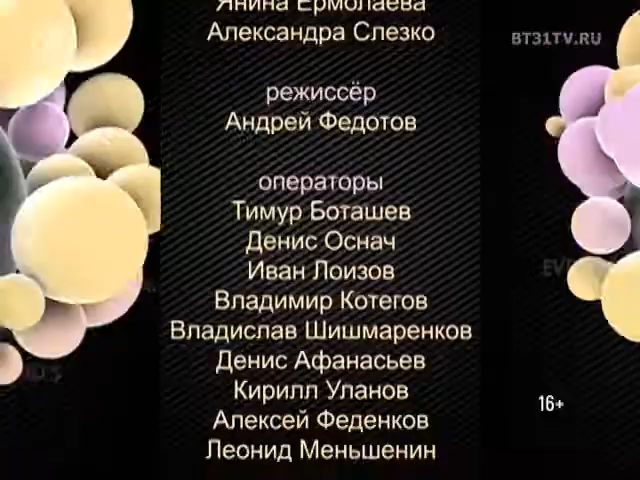 Янина Ермолаева
Александра Слезко
BT31TV.RU
режиссёр
Андрей Федотов
операторы
Тимур Боташев
Денис Оснач
Иван Лоизов
Владимир Котегов
Владислав Шишмаренков
Денис Афанасьев
Кирилл Уланов
Алексей Феденков
Леонид Меньшенин
16+